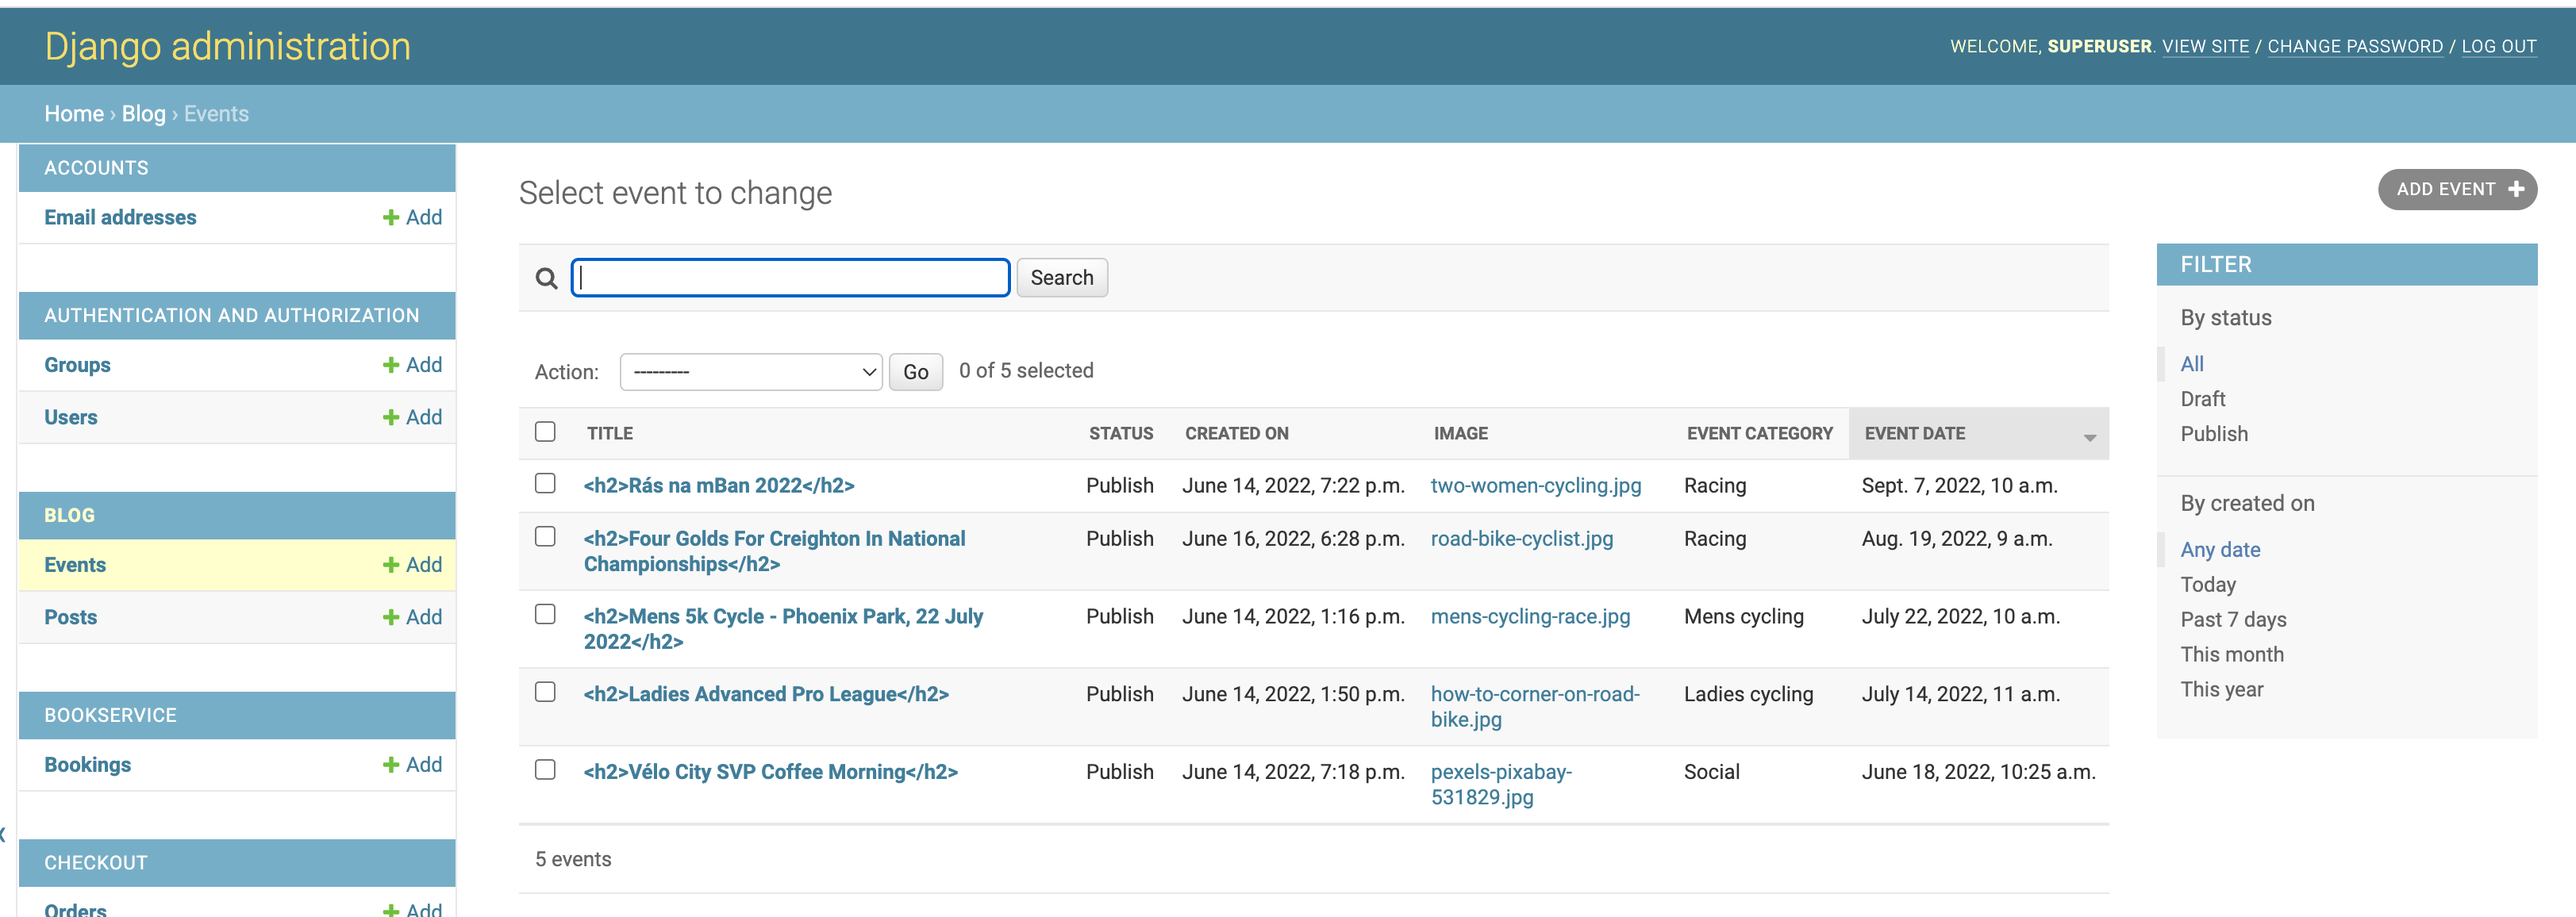 Django administration
WELCOME, SUPERUSER. VIEW SITE / CHANGE PASSWORD / LOG OUT
Home › Blog › Events
ACCOUNTS
Email addresses + Add
AUTHENTICATION AND AUTHORIZATION
Groups + Add
Users + Add
BLOG
Events + Add
Posts + Add
BOOKSERVICE
Bookings + Add
CHECKOUT
Orders + Add
Select event to change
ADD EVENT +
Search
Action: --------- Go 0 of 5 selected
TITLE STATUS CREATED ON IMAGE EVENT CATEGORY EVENT DATE
<h2>Rás na mBan 2022</h2> Publish June 14, 2022, 7:22 p.m. two-women-cycling.jpg Racing Sept. 7, 2022, 10 a.m.
<h2>Four Golds For Creighton In National Publish June 16, 2022, 6:28 p.m. road-bike-cyclist.jpg Racing Aug. 19, 2022, 9 a.m.
Championships</h2>
<h2>Mens 5k Cycle - Phoenix Park, 22 July Publish June 14, 2022, 1:16 p.m. mens-cycling-race.jpg Mens cycling July 22, 2022, 10 a.m.
2022</h2>
<h2>Ladies Advanced Pro League</h2> Publish June 14, 2022, 1:50 p.m. how-to-corner-on-road- Ladies cycling July 14, 2022, 11 a.m.
bike.jpg
<h2>Vélo City SVP Coffee Morning</h2> Publish June 14, 2022, 7:18 p.m. pexels-pixabay- Social June 18, 2022, 10:25 a.m.
531829.jpg
5 events
FILTER
By status
All
Draft
Publish
By created on
Any date
Today
Past 7 days
This month
This year